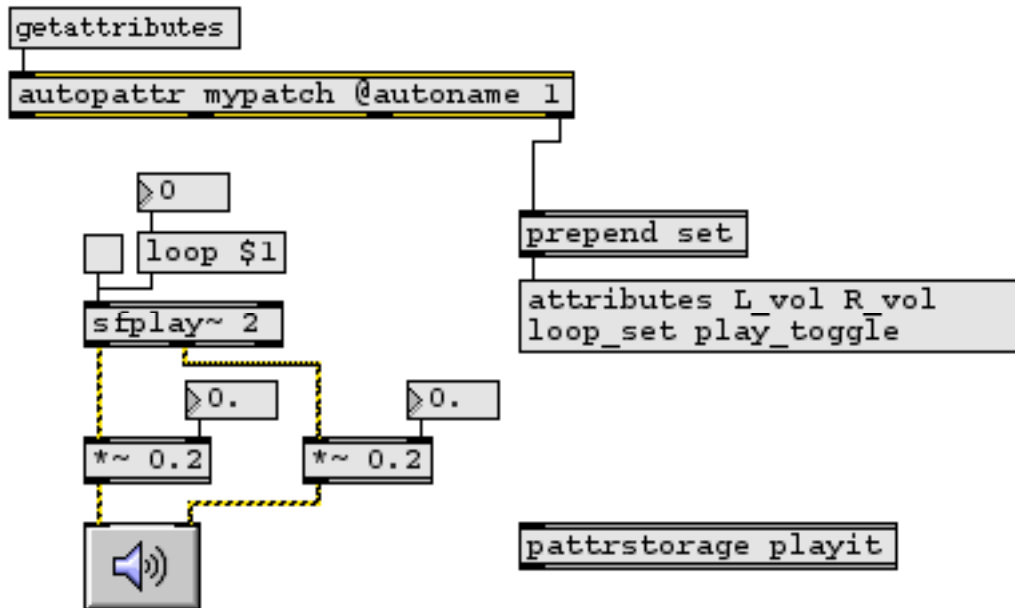 getattributes
autopattr mypatch @autoname 1
0
loop $1
prepend set
attributes L_vol R_vol
loop_set play_toggle
sfplay~ 2
0.
0.
*~ 0.2
*~ 0.2
pattrstorage playit